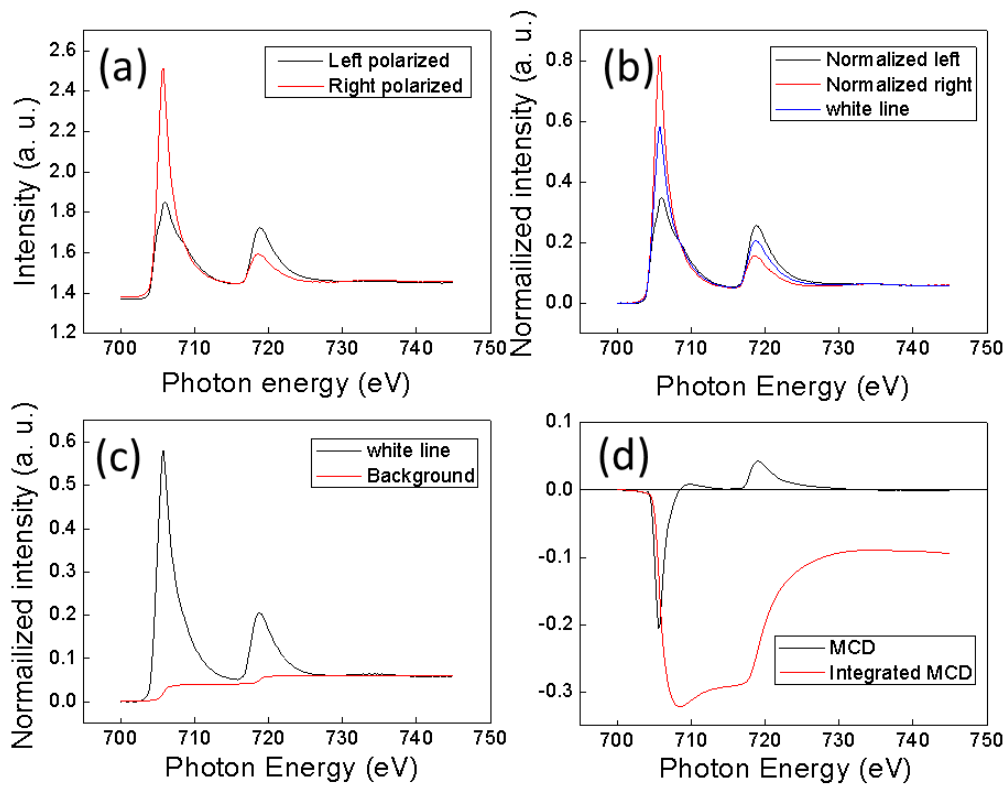 (a)
Left polarized
Right polarized
Intensity (a. u.)
2.6
2.4
2.2
2.0
1.8
1.6
1.4
1.2
700 710 720 730 740 750
Photon energy (eV)
(b)
Normalized left
Normalized right
white line
Normailized intensity (a. u.)
0.8
0.6
0.4
0.2
0.0
700 710 720 730 740 750
Photon Energy (eV)
(c)
white line
Background
Normailized intensity (a. u.)
0.6
0.5
0.4
0.3
0.2
0.1
0.0
700 710 720 730 740 750
Photon Energy (eV)
(d)
0.1
0.0
-0.1
-0.2
-0.3
MCD
Integrated MCD
700 710 720 730 740 750
Photon Energy (eV)